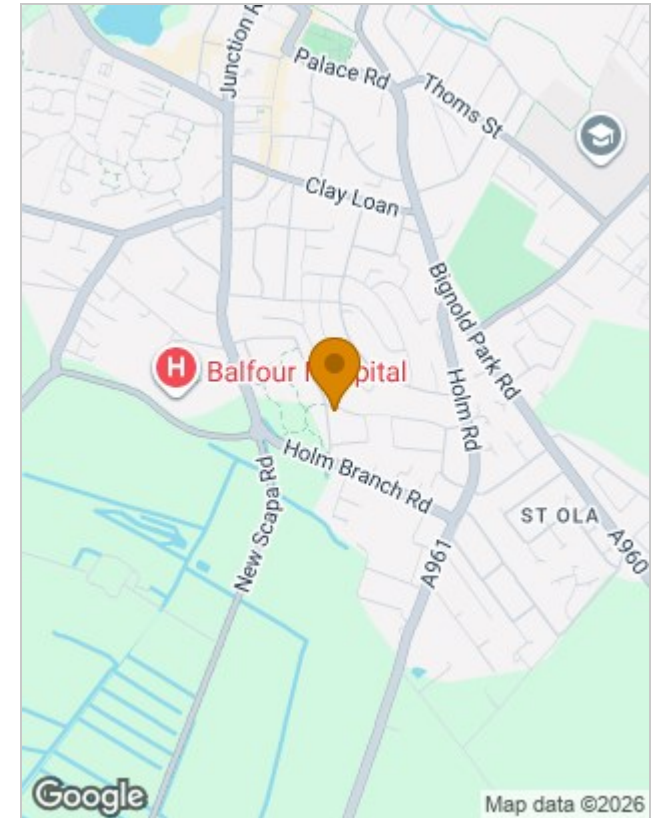 Junction
Palace Rd
Thoms St
Clay Loan
Bignold Park Rd
H
Balfour
Holm Rd
Holm Branch Rd
New Scapa Rd
ST OLA
A961
A960
Google
Map data ©2026